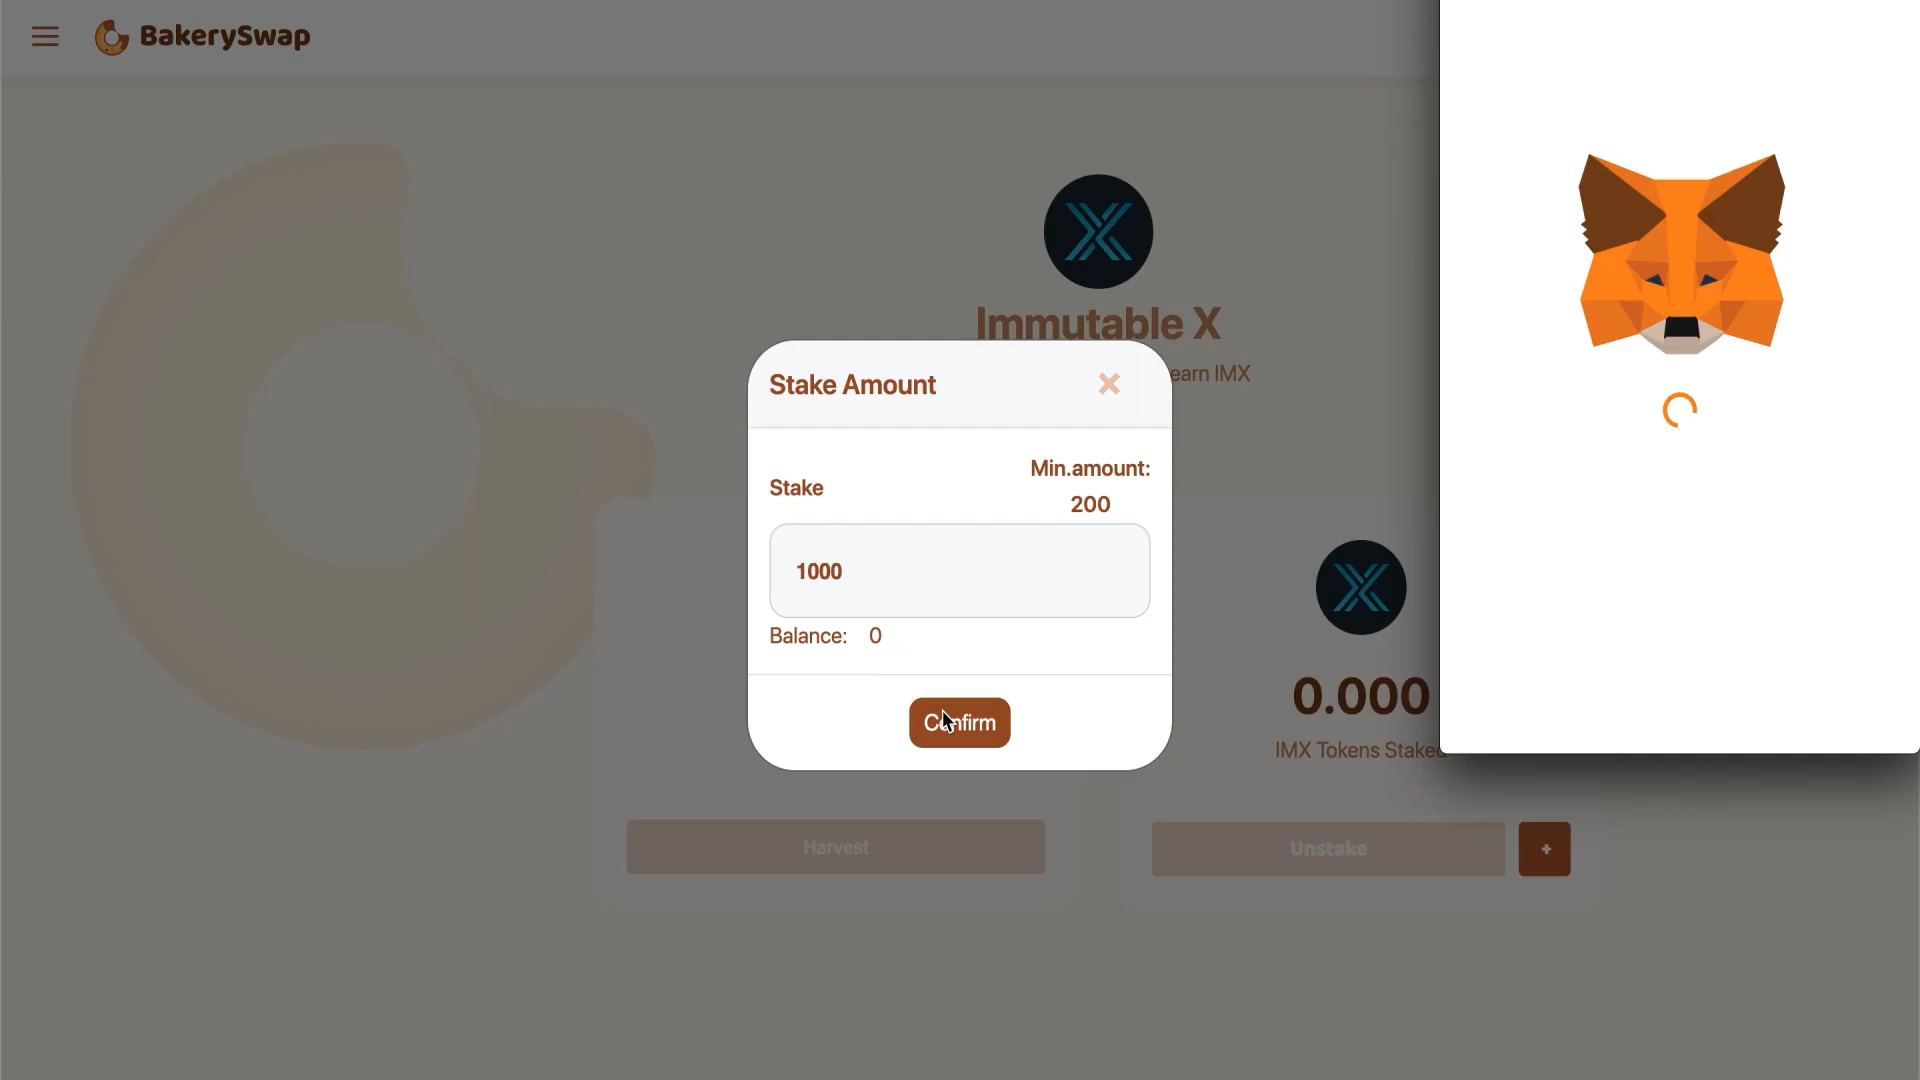 BakerySwap
Immutable X
earn IMX
Stake Amount
Min.amount:
Stake
200
1000
Balance: 0
Confirm
0.000
IMX Tokens Staked
Harvest
Unstake
+